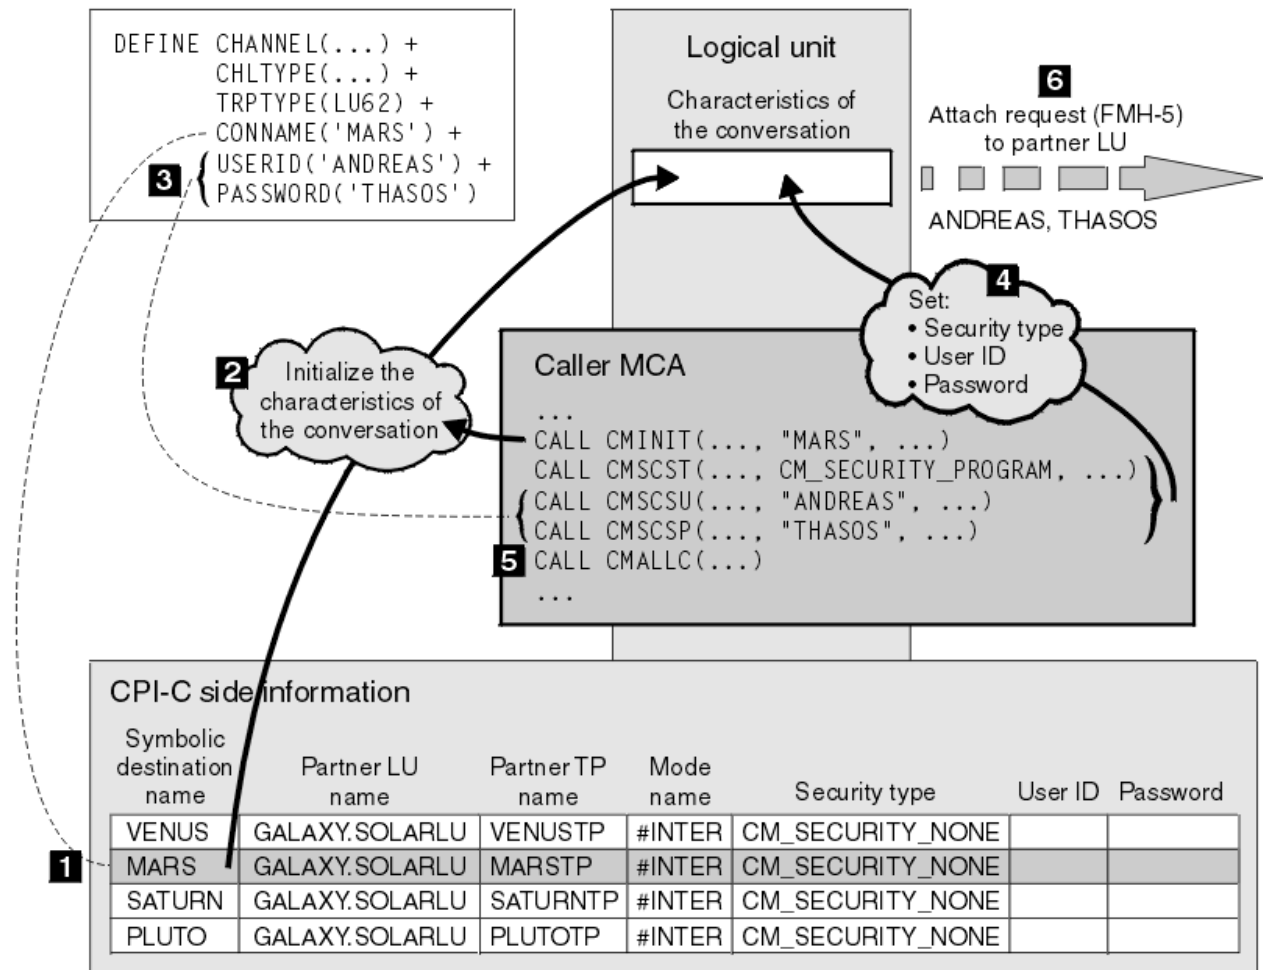 DEFINE CHANNEL(...) +
CHLTYPE(...) +
TRPTYPE(LU62) +
CONNAME('MARS') +
USERID('ANDREAS') +
PASSWORD('THASOS')
3
Logical unit
Characteristics of
the conversation
6
Attach request (FMH-5)
to partner LU
ANDREAS, THASOS
4
Set:
• Security type
• User ID
• Password
2
Initialize the
characteristics of
the conversation
Caller MCA
...
CALL CMINIT(..., "MARS", ...)
CALL CMSCST(..., CM_SECURITY_PROGRAM, ...)
CALL CMSCSU(..., "ANDREAS", ...)
CALL CMSCSP(..., "THASOS", ...)
5
CALL CMALLC(...)
...
CPI-C side information
Symbolic
destination
name
Partner LU
name
Partner TP
name
Mode
name
Security type
User ID
Password
VENUS GALAXY.SOLARLU VENUSTP #INTER CM_SECURITY_NONE
1
MARS GALAXY.SOLARLU MARSTP #INTER CM_SECURITY_NONE
SATURN GALAXY.SOLARLU SATURNTP #INTER CM_SECURITY_NONE
PLUTO GALAXY.SOLARLU PLUTOTP #INTER CM_SECURITY_NONE